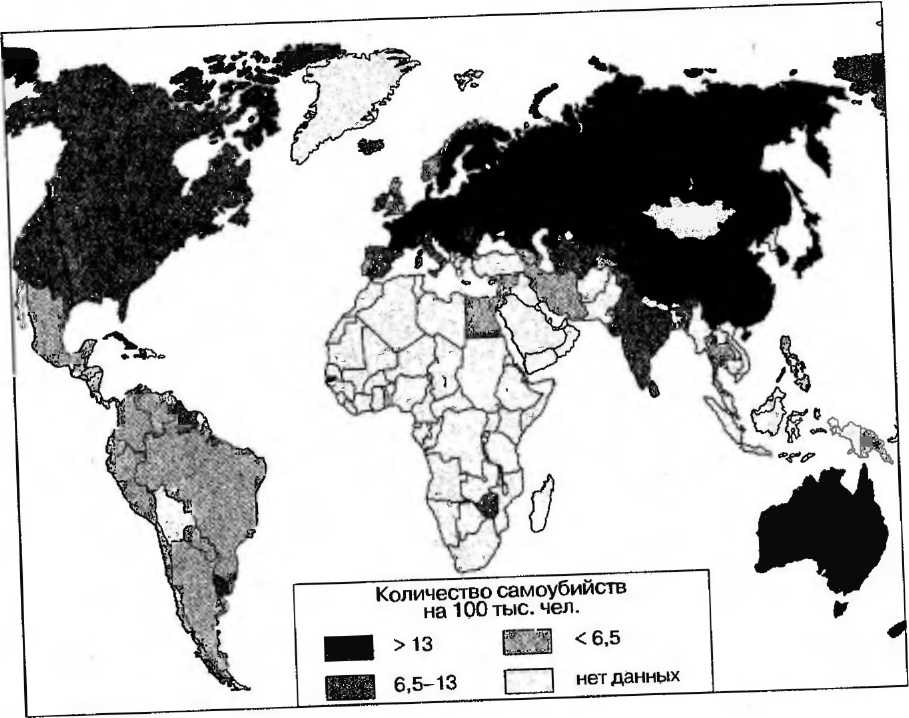 Количество самоубийств
на 100 тыс. чел.
> 13
< 6,5
6,5–13
нет данных